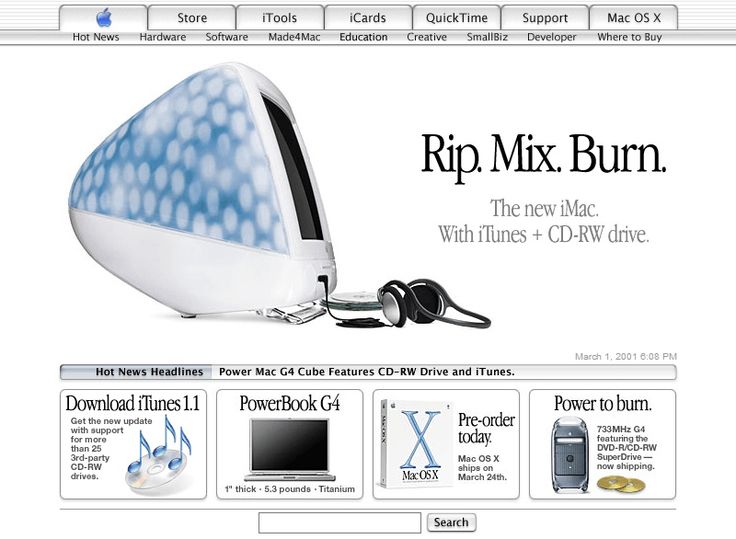 Store
iTools
iCards
QuickTime
Support
Mac OS X
Hot News
Hardware
Software
Made4Mac
Education
Creative
SmallBiz
Developer
Where to Buy
Rip. Mix. Burn.
The new iMac.
With iTunes + CD-RW drive.
March 1, 2001 6:08 PM
Hot News Headlines
Power Mac G4 Cube Features CD-RW Drive and iTunes.
Download iTunes 1.1
Get the new update
with support
for more
than 25
3rd-party
CD-RW
drives.
PowerBook G4
1" thick • 5.3 pounds • Titanium
X
Mac OS X
Pre-order
today.
Mac OS X
ships on
March 24th.
Power to burn.
733MHz G4
featuring the
DVD-R/CD-RW
SuperDrive —
now shipping.
Search